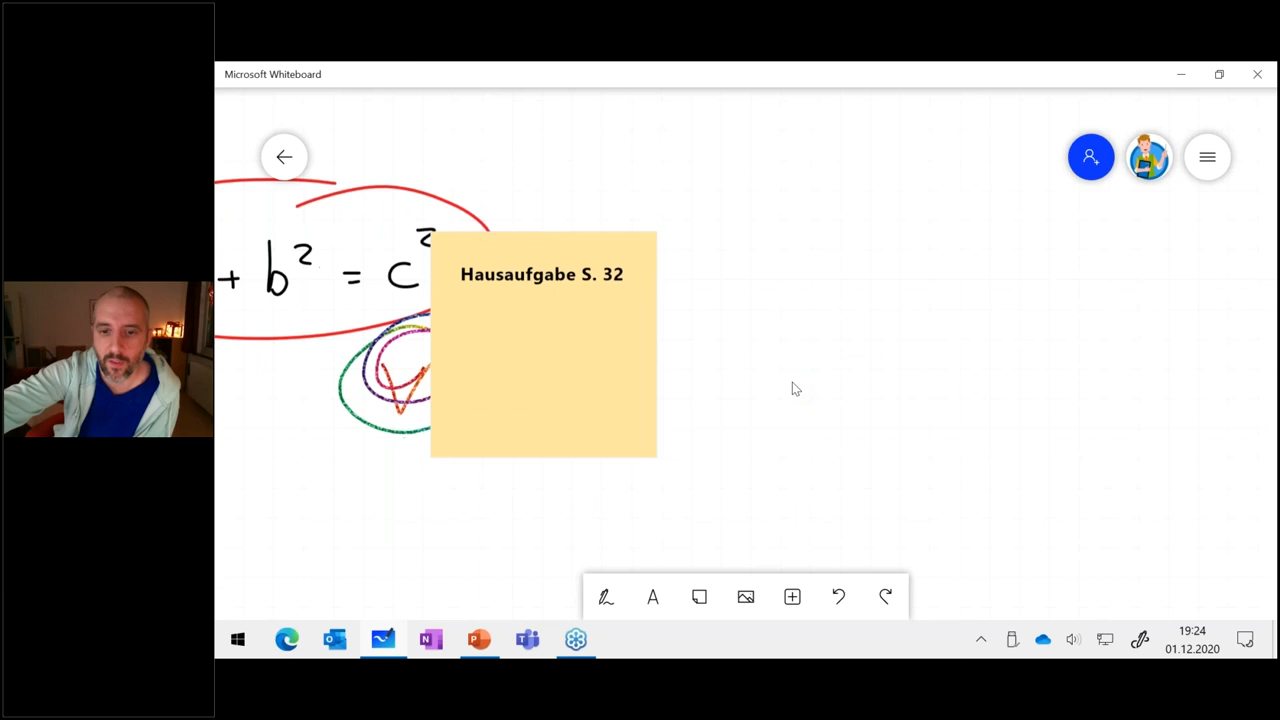 Microsoft Whiteboard
+ b² = c²
Hausaufgabe S. 32
19:24
01.12.2020